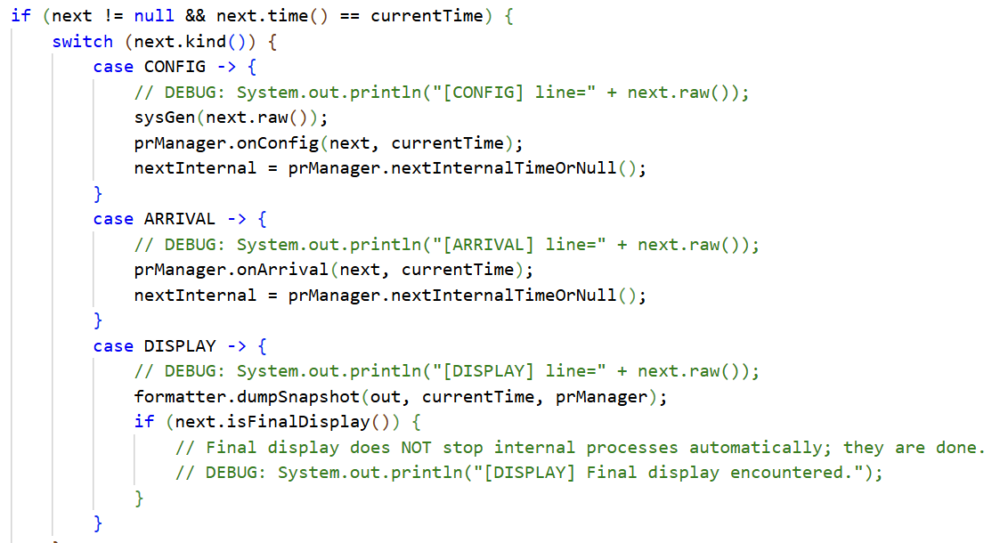 if (next != null && next.time() == currentTime) {
    switch (next.kind()) {
        case CONFIG -> {
            // DEBUG: System.out.println("[CONFIG] line=" + next.raw());
            sysGen(next.raw());
            prManager.onConfig(next, currentTime);
            nextInternal = prManager.nextInternalTimeOrNull();
        }
        case ARRIVAL -> {
            // DEBUG: System.out.println("[ARRIVAL] line=" + next.raw());
            prManager.onArrival(next, currentTime);
            nextInternal = prManager.nextInternalTimeOrNull();
        }
        case DISPLAY -> {
            // DEBUG: System.out.println("[DISPLAY] line=" + next.raw());
            formatter.dumpSnapshot(out, currentTime, prManager);
            if (next.isFinalDisplay()) {
                // Final display does NOT stop internal processes automatically; they are done.
                // DEBUG: System.out.println("[DISPLAY] Final display encountered.");
            }
        }